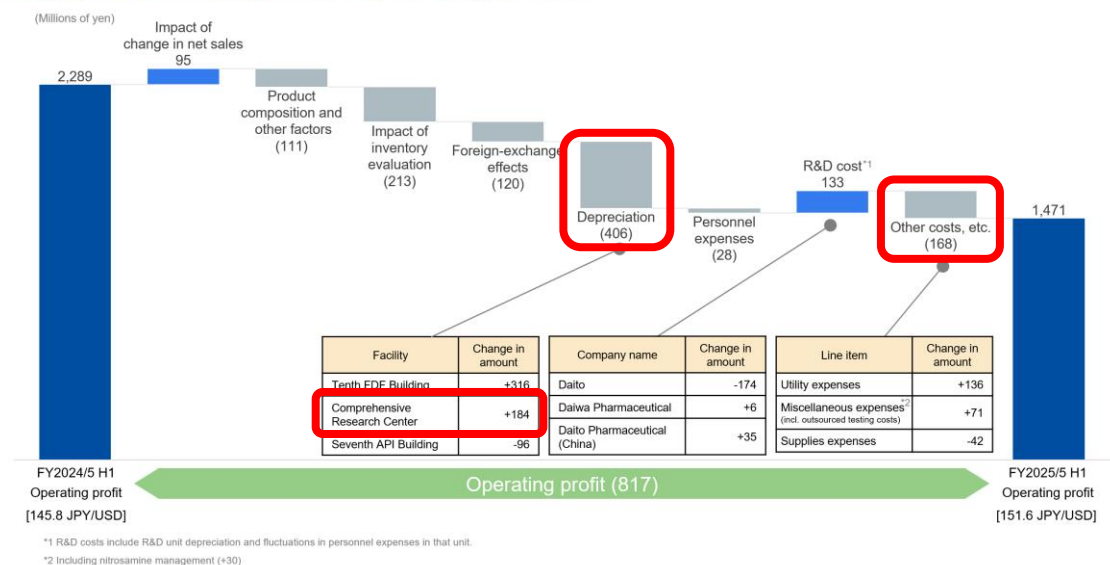 (Millions of yen)
Impact of
change in net sales
95
2,289
Product
composition and
other factors
(111)
Impact of
inventory
evaluation
(213)
Foreign-exchange
effects
(120)
Depreciation
(406)
Personnel
expenses
(28)
R&D cost*1
133
Other costs, etc.
(168)
1,471
Facility
Change in
amount
Tenth FDF Building
+316
Comprehensive
Research Center
+184
Seventh API Building
-96
Company name
Change in
amount
Daito
-174
Daiwa Pharmaceutical
+6
Daito Pharmaceutical
(China)
+35
Line item
Change in
amount
Utility expenses
+136
Miscellaneous expenses*2
(incl. outsourced testing costs)
+71
Supplies expenses
-42
FY2024/5 H1
Operating profit
[145.8 JPY/USD]
Operating profit (817)
FY2025/5 H1
Operating profit
[151.6 JPY/USD]
*1 R&D costs include R&D unit depreciation and fluctuations in personnel expenses in that unit.
*2 Including nitrosamine management (+30)